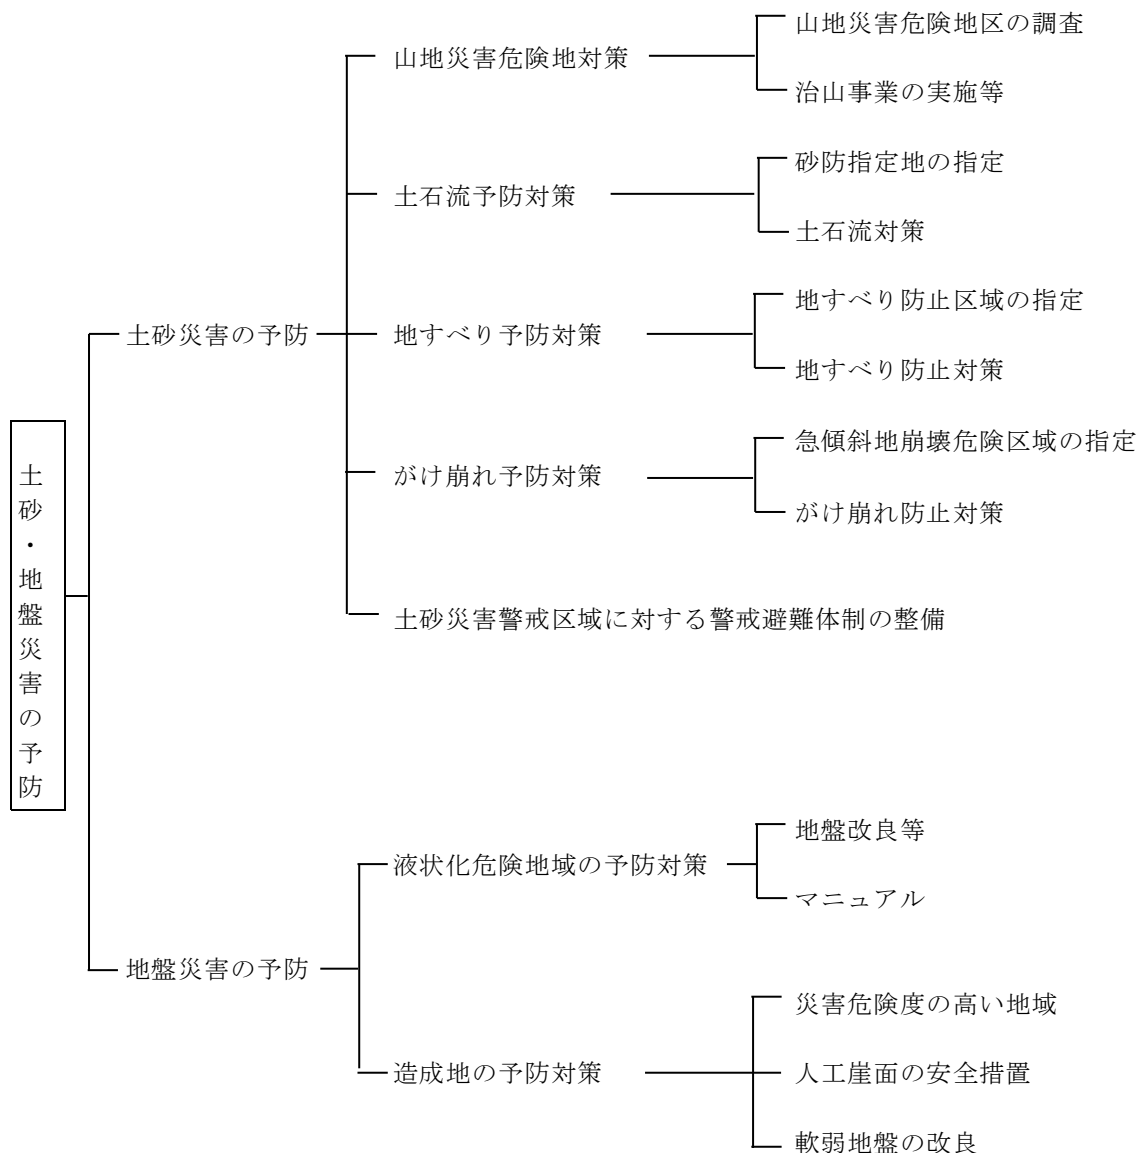 土砂・地盤災害の予防
土砂災害の予防
山地災害危険地対策
山地災害危険地区の調査
治山事業の実施等
土石流予防対策
砂防指定地の指定
土石流対策
地すべり予防対策
地すべり防止区域の指定
地すべり防止対策
がけ崩れ予防対策
急傾斜地崩壊危険区域の指定
がけ崩れ防止対策
土砂災害警戒区域に対する警戒避難体制の整備
地盤災害の予防
液状化危険地域の予防対策
地盤改良等
マニュアル
造成地の予防対策
災害危険度の高い地域
人工崖面の安全措置
軟弱地盤の改良